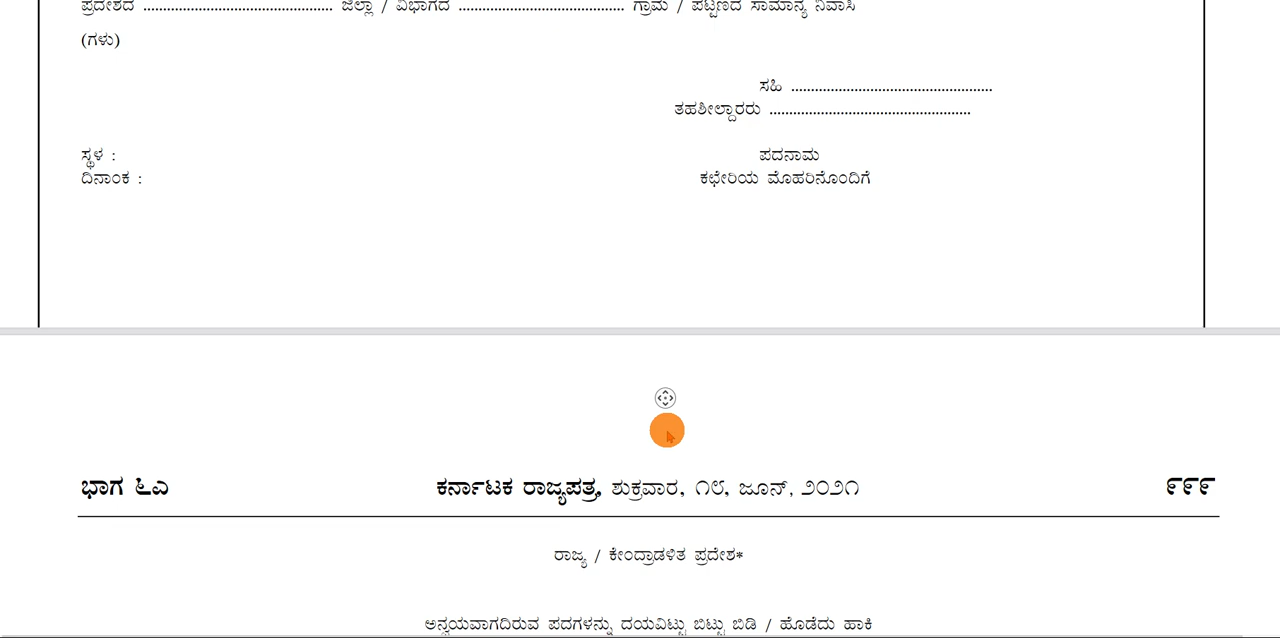 ಪ್ರದೇಶದ ................................................ ಜಿಲ್ಲಾ / ವಿಭಾಗದ .......................................... ಗ್ರಾಮ / ಪಟ್ಟಣದ ಸಾಮಾನ್ಯ ನಿವಾಸಿ
(ಗಳು)
ಸಹಿ ...................................................
ತಹಶೀಲ್ದಾರರು ...................................................
ಸ್ಥಳ : ಪದನಾಮ
ದಿನಾಂಕ : ಕಛೇರಿಯ ಮೊಹರಿನೊಂದಿಗೆ
ಭಾಗ ೬ಎ ಕರ್ನಾಟಕ ರಾಜ್ಯಪತ್ರ, ಶುಕ್ರವಾರ, ೧೮, ಜೂನ್, ೨೦೨೧ ೯೯೯
ರಾಜ್ಯ / ಕೇಂದ್ರಾಡಳಿತ ಪ್ರದೇಶ*
ಅನ್ವಯವಾಗದಿರುವ ಪದಗಳನ್ನು ದಯವಿಟ್ಟು ಬಿಟ್ಟು ಬಿಡಿ / ಹೊಡೆದು ಹಾಕಿ